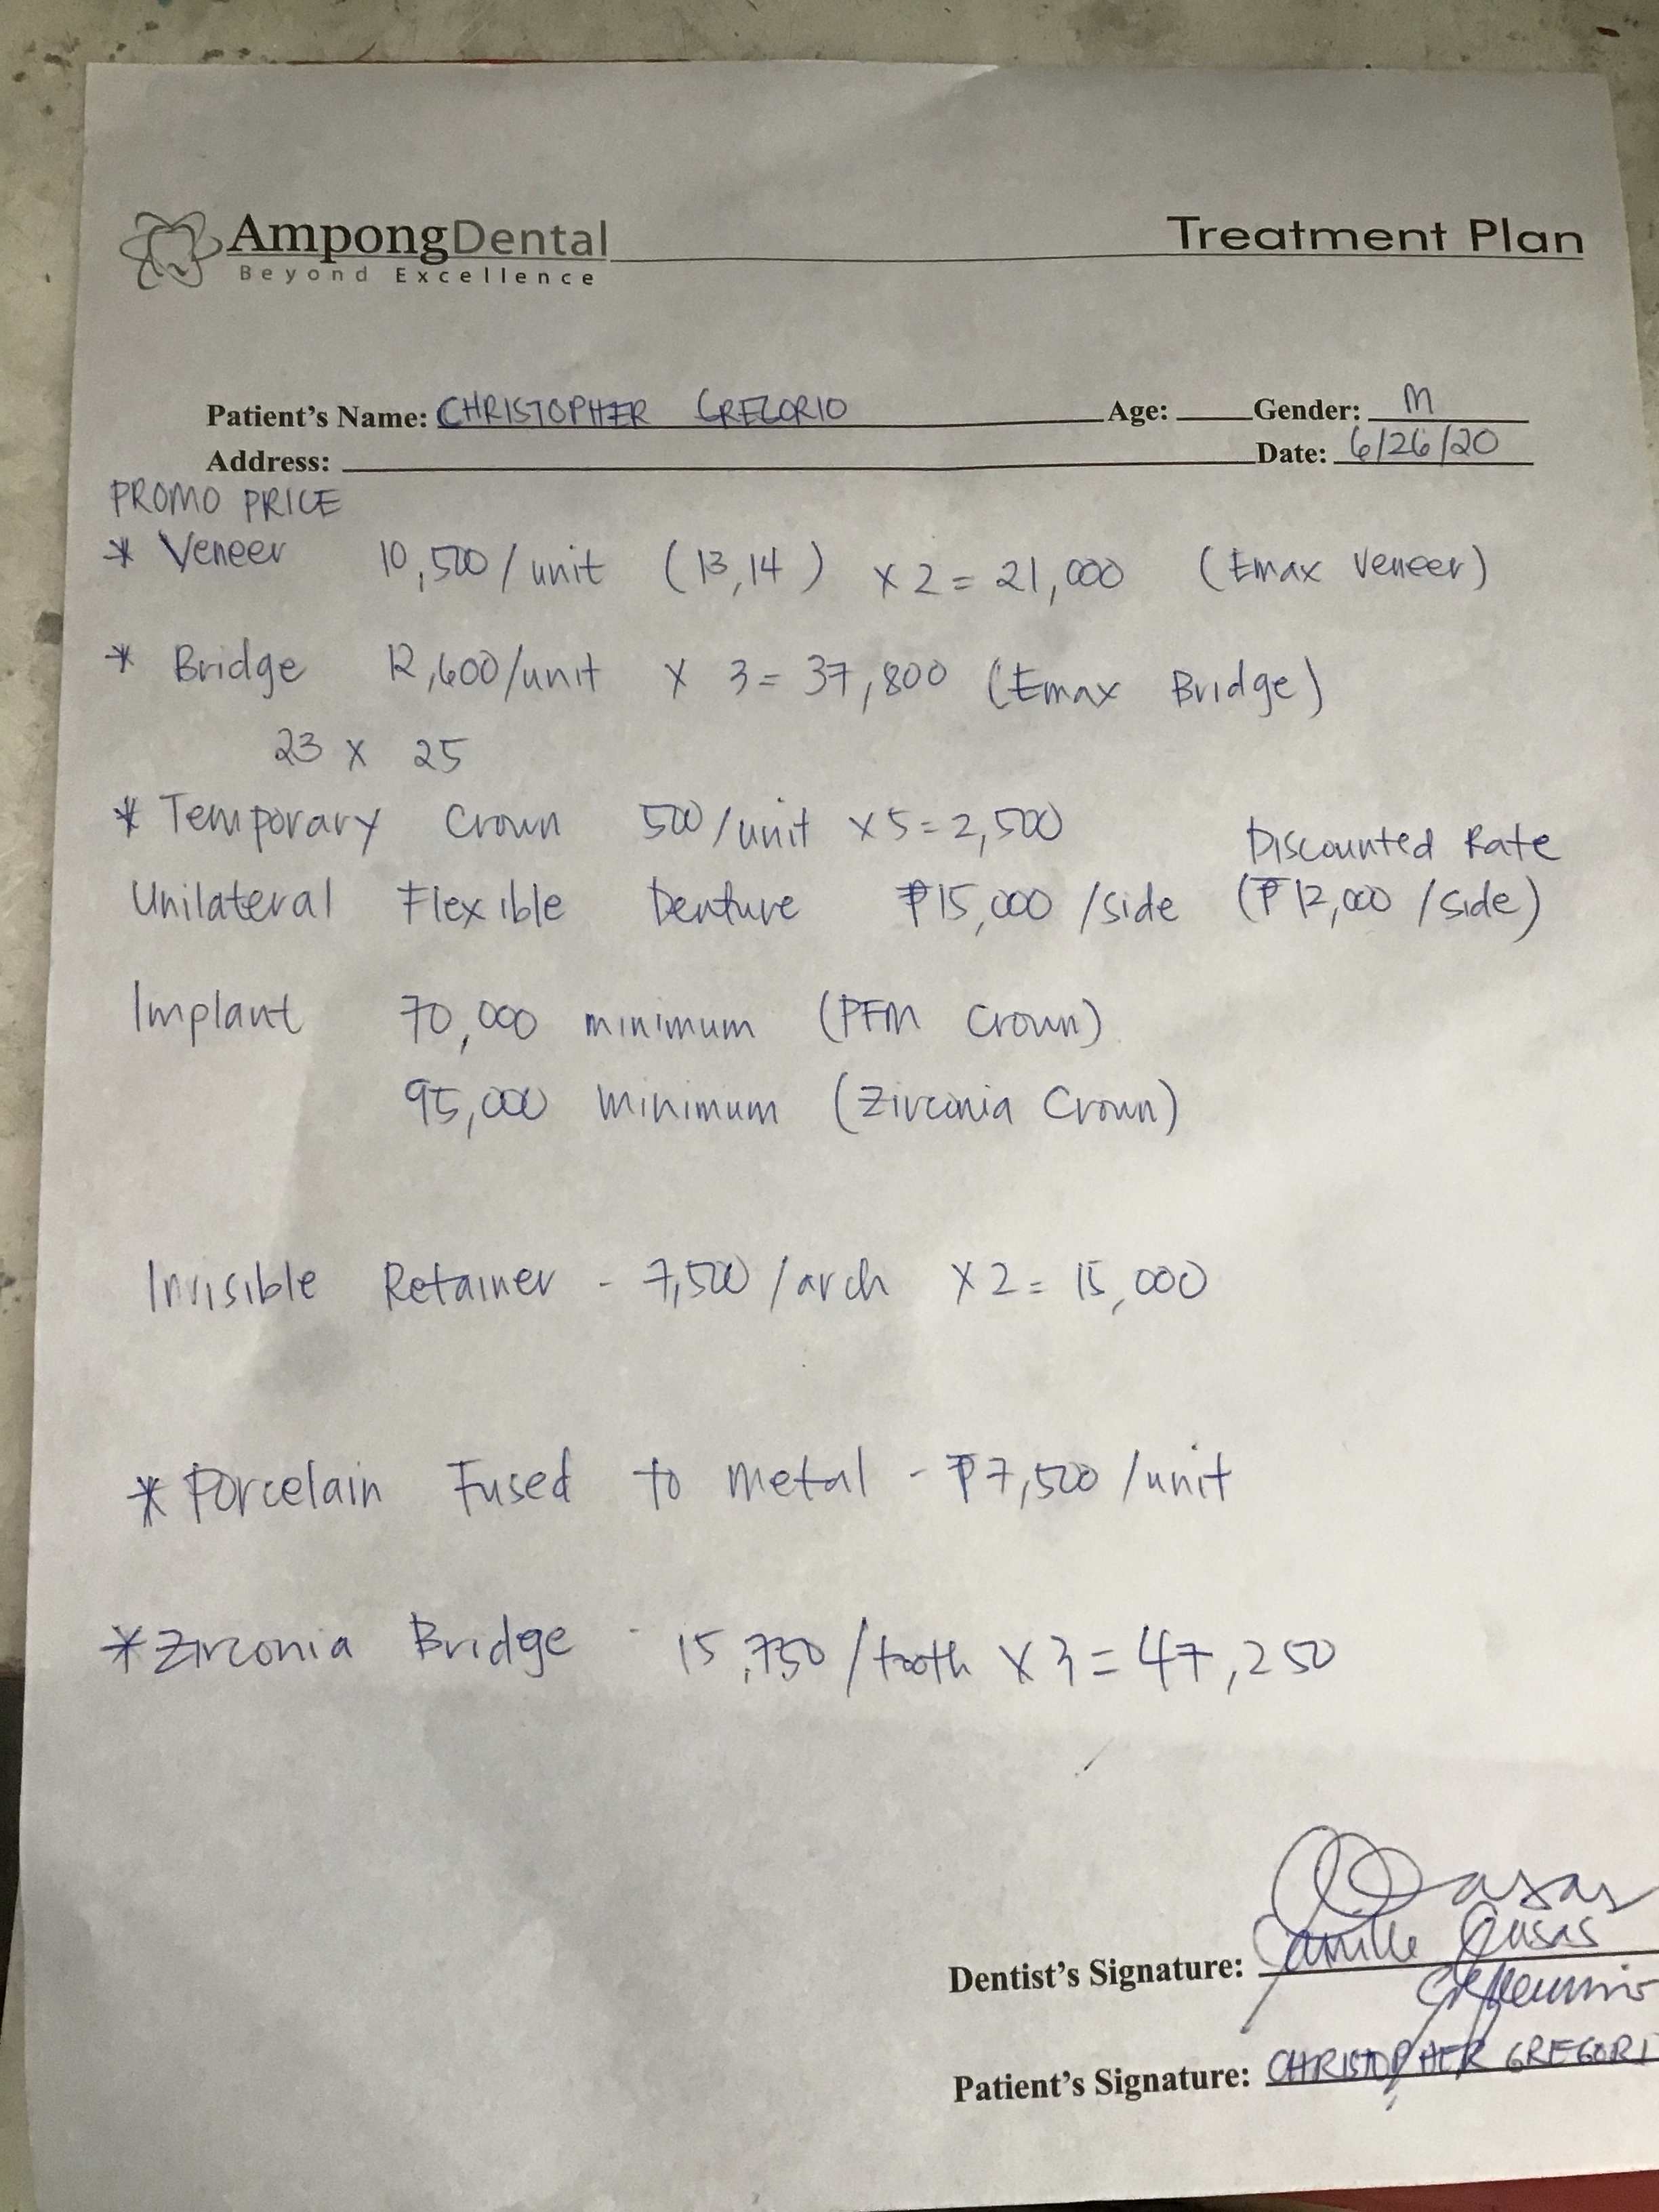 AmpongDental
Beyond Excellence
Treatment Plan
Patient's Name: CHRISTOPHER GREGORIO Age: Gender: M
Address: Date: 6/26/20
PROMO PRICE
* Veneer 10,500/unit (13,14) x 2 = 21,000 (Emax Veneer)
* Bridge 12,600/unit x 3 = 37,800 (Emax Bridge)
23 x 25
* Temporary Crown 500/unit x 5 = 2,500
Discounted Rate
Unilateral Flexible Denture ₱15,000 /side (₱12,000 /side)
Implant 70,000 minimum (PFM Crown)
95,000 minimum (Zirconia Crown)
Invisible Retainer - 7,500 /arch x 2 = 15,000
* Porcelain Fused to Metal - ₱7,500 /unit
* Zirconia Bridge - 15,750 /tooth x 3 = 47,250
Dentist's Signature: Camille
Patient's Signature: CHRISTOPHER GREGORI